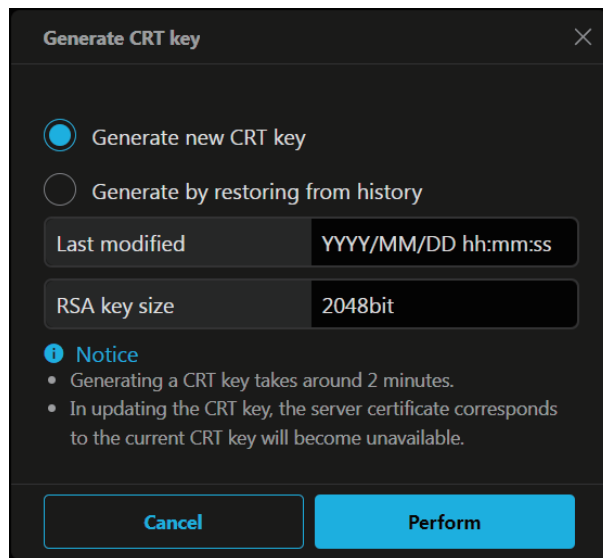 Generate CRT key
Generate new CRT key
Generate by restoring from history
Last modified YYYY/MM/DD hh:mm:ss
RSA key size 2048bit
Notice
• Generating a CRT key takes around 2 minutes.
• In updating the CRT key, the server certificate corresponds
to the current CRT key will become unavailable.
Cancel Perform